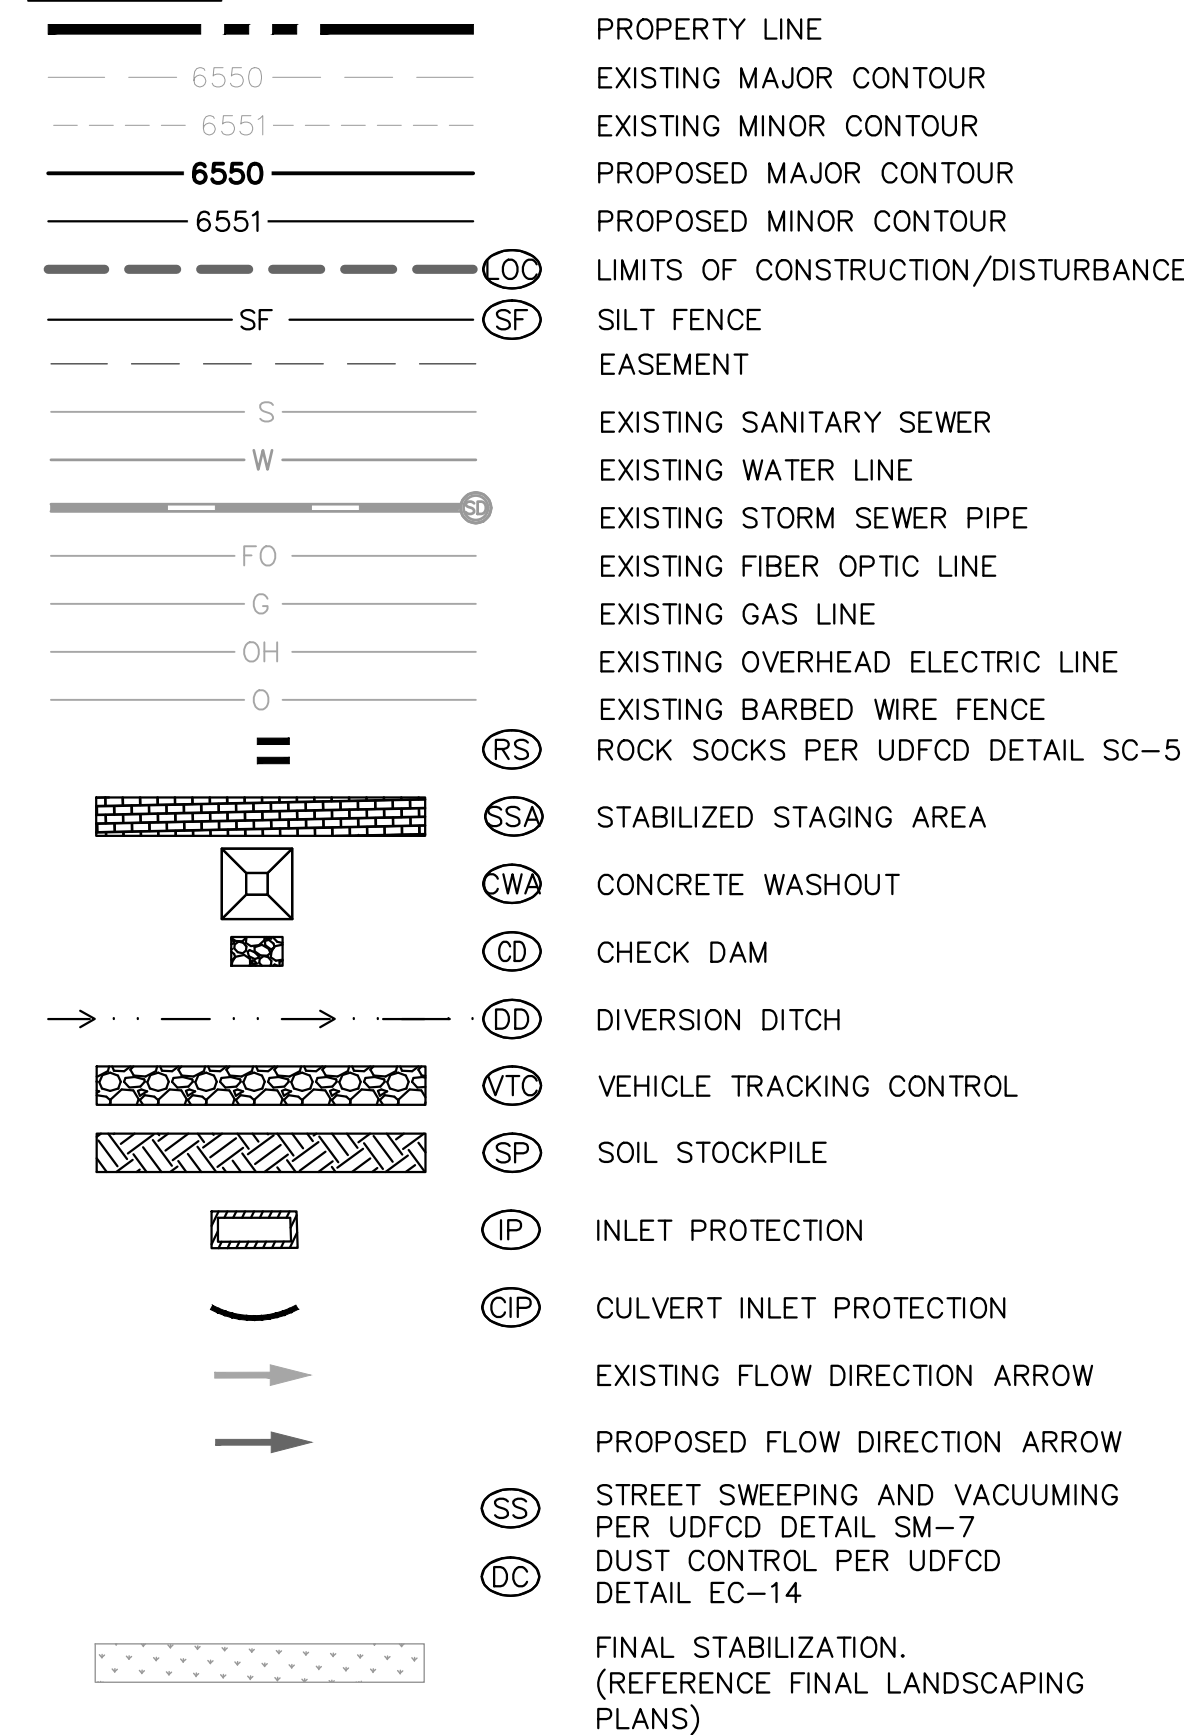 PROPERTY LINE
6550 EXISTING MAJOR CONTOUR
6551 EXISTING MINOR CONTOUR
6550 PROPOSED MAJOR CONTOUR
6551 PROPOSED MINOR CONTOUR
LOC LIMITS OF CONSTRUCTION/DISTURBANCE
SF SF SILT FENCE
EASEMENT
S EXISTING SANITARY SEWER
W EXISTING WATER LINE
SD EXISTING STORM SEWER PIPE
FO EXISTING FIBER OPTIC LINE
G EXISTING GAS LINE
OH EXISTING OVERHEAD ELECTRIC LINE
O EXISTING BARBED WIRE FENCE
RS ROCK SOCKS PER UDFCD DETAIL SC-5
SSA STABILIZED STAGING AREA
CWA CONCRETE WASHOUT
CD CHECK DAM
DD DIVERSION DITCH
VTC VEHICLE TRACKING CONTROL
SP SOIL STOCKPILE
IP INLET PROTECTION
CIP CULVERT INLET PROTECTION
EXISTING FLOW DIRECTION ARROW
PROPOSED FLOW DIRECTION ARROW
SS STREET SWEEPING AND VACUUMING
PER UDFCD DETAIL SM-7
DC DUST CONTROL PER UDFCD
DETAIL EC-14
FINAL STABILIZATION.
(REFERENCE FINAL LANDSCAPING
PLANS)